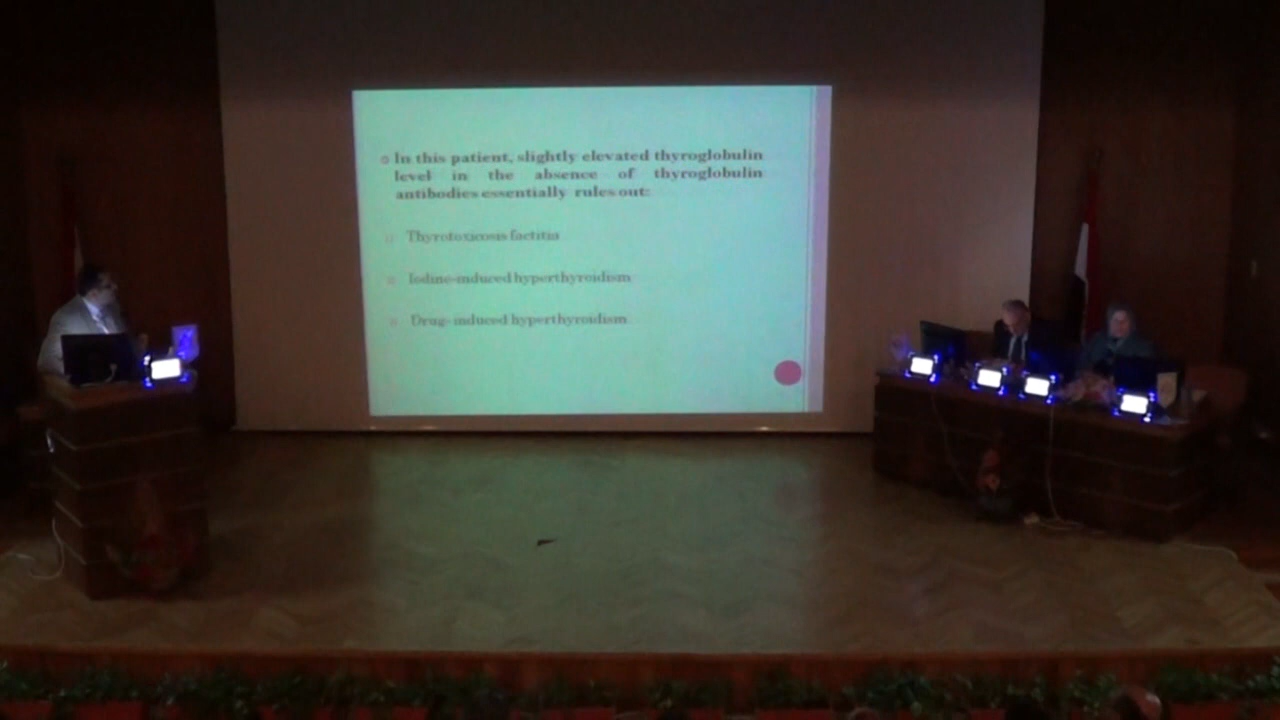 In this patient, slightly elevated thyroglobulin
level in the absence of thyroglobulin
antibodies essentially rules out:
Thyrotoxicosis factitia
Iodine-induced hyperthyroidism
Drug- induced hyperthyroidism